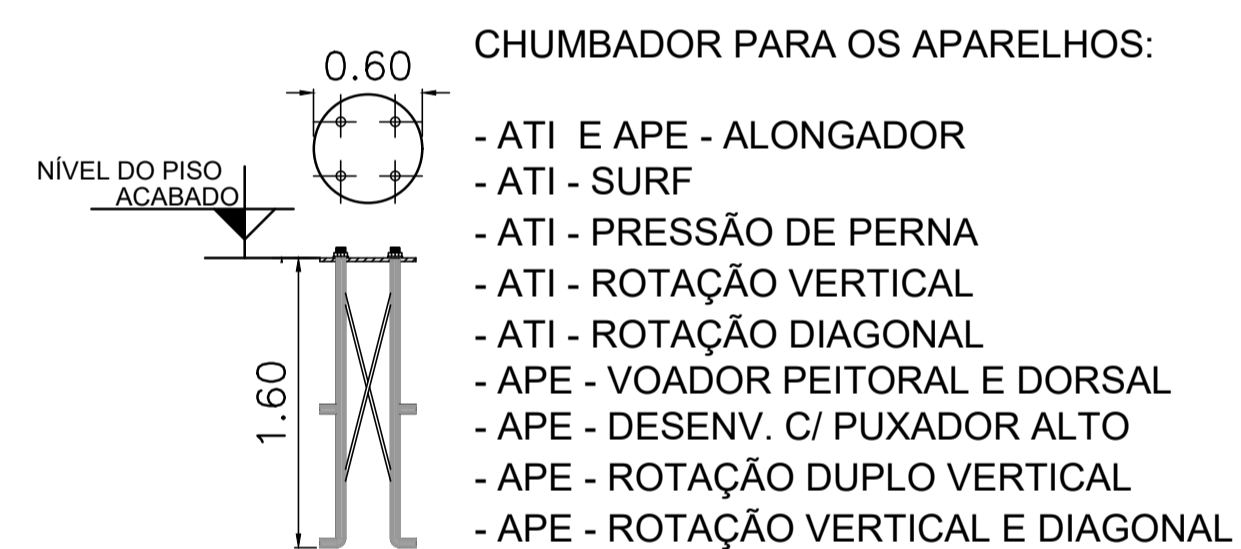 CHUMBADOR PARA OS APARELHOS:
0.60
- ATI E APE - ALONGADOR
NÍVEL DO PISO
ACABADO
- ATI - SURF
- ATI - PRESSÃO DE PERNA
- ATI - ROTAÇÃO VERTICAL
- ATI - ROTAÇÃO DIAGONAL
- APE - VOADOR PEITORAL E DORSAL
1.60
- APE - DESENV. C/ PUXADOR ALTO
- APE - ROTAÇÃO DUPLO VERTICAL
- APE - ROTAÇÃO VERTICAL E DIAGONAL